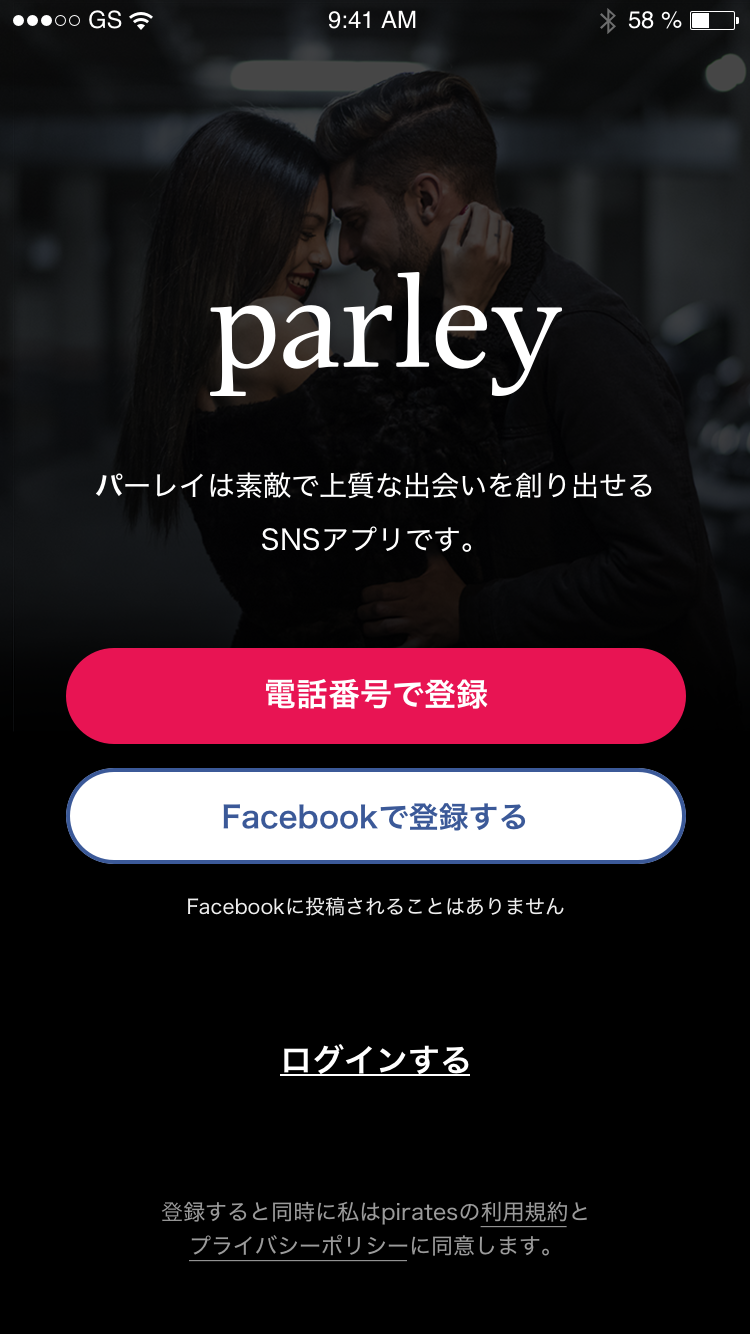 GS 9:41 AM 58 %
parley
パーレイは素敵で上質な出会いを創り出せる
SNSアプリです。
電話番号で登録
Facebookで登録する
Facebookに投稿されることはありません
ログインする
登録すると同時に私はpiratesの利用規約と
プライバシーポリシーに同意します。